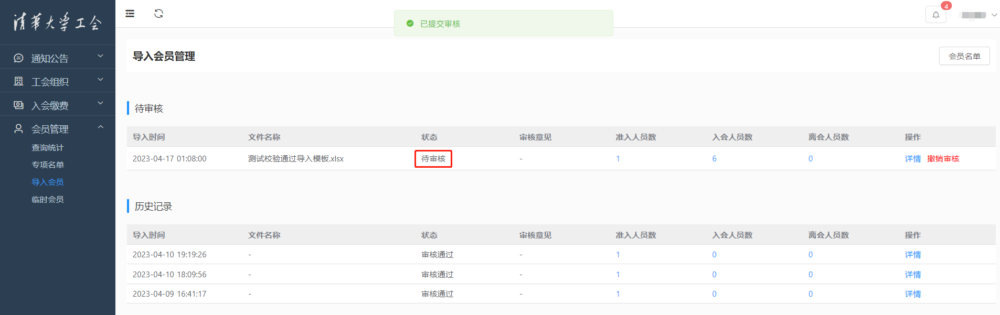 清华大学工会
4
已提交审核
通知公告
工会组织
入会缴费
会员管理
查询统计
专项名单
导入会员
临时会员
导入会员管理
会员名单
待审核
导入时间 文件名称 状态 审核意见 准入人员数 入会人员数 离会人员数 操作
2023-04-17 01:08:00 测试校验通过导入模板.xlsx 待审核 - 1 6 0 详情 撤销审核
历史记录
导入时间 文件名称 状态 审核意见 准入人员数 入会人员数 离会人员数 操作
2023-04-10 19:19:26 - 审核通过 - 1 0 0 详情
2023-04-10 18:09:56 - 审核通过 - 1 0 0 详情
2023-04-09 16:41:17 - 审核通过 - 1 0 0 详情